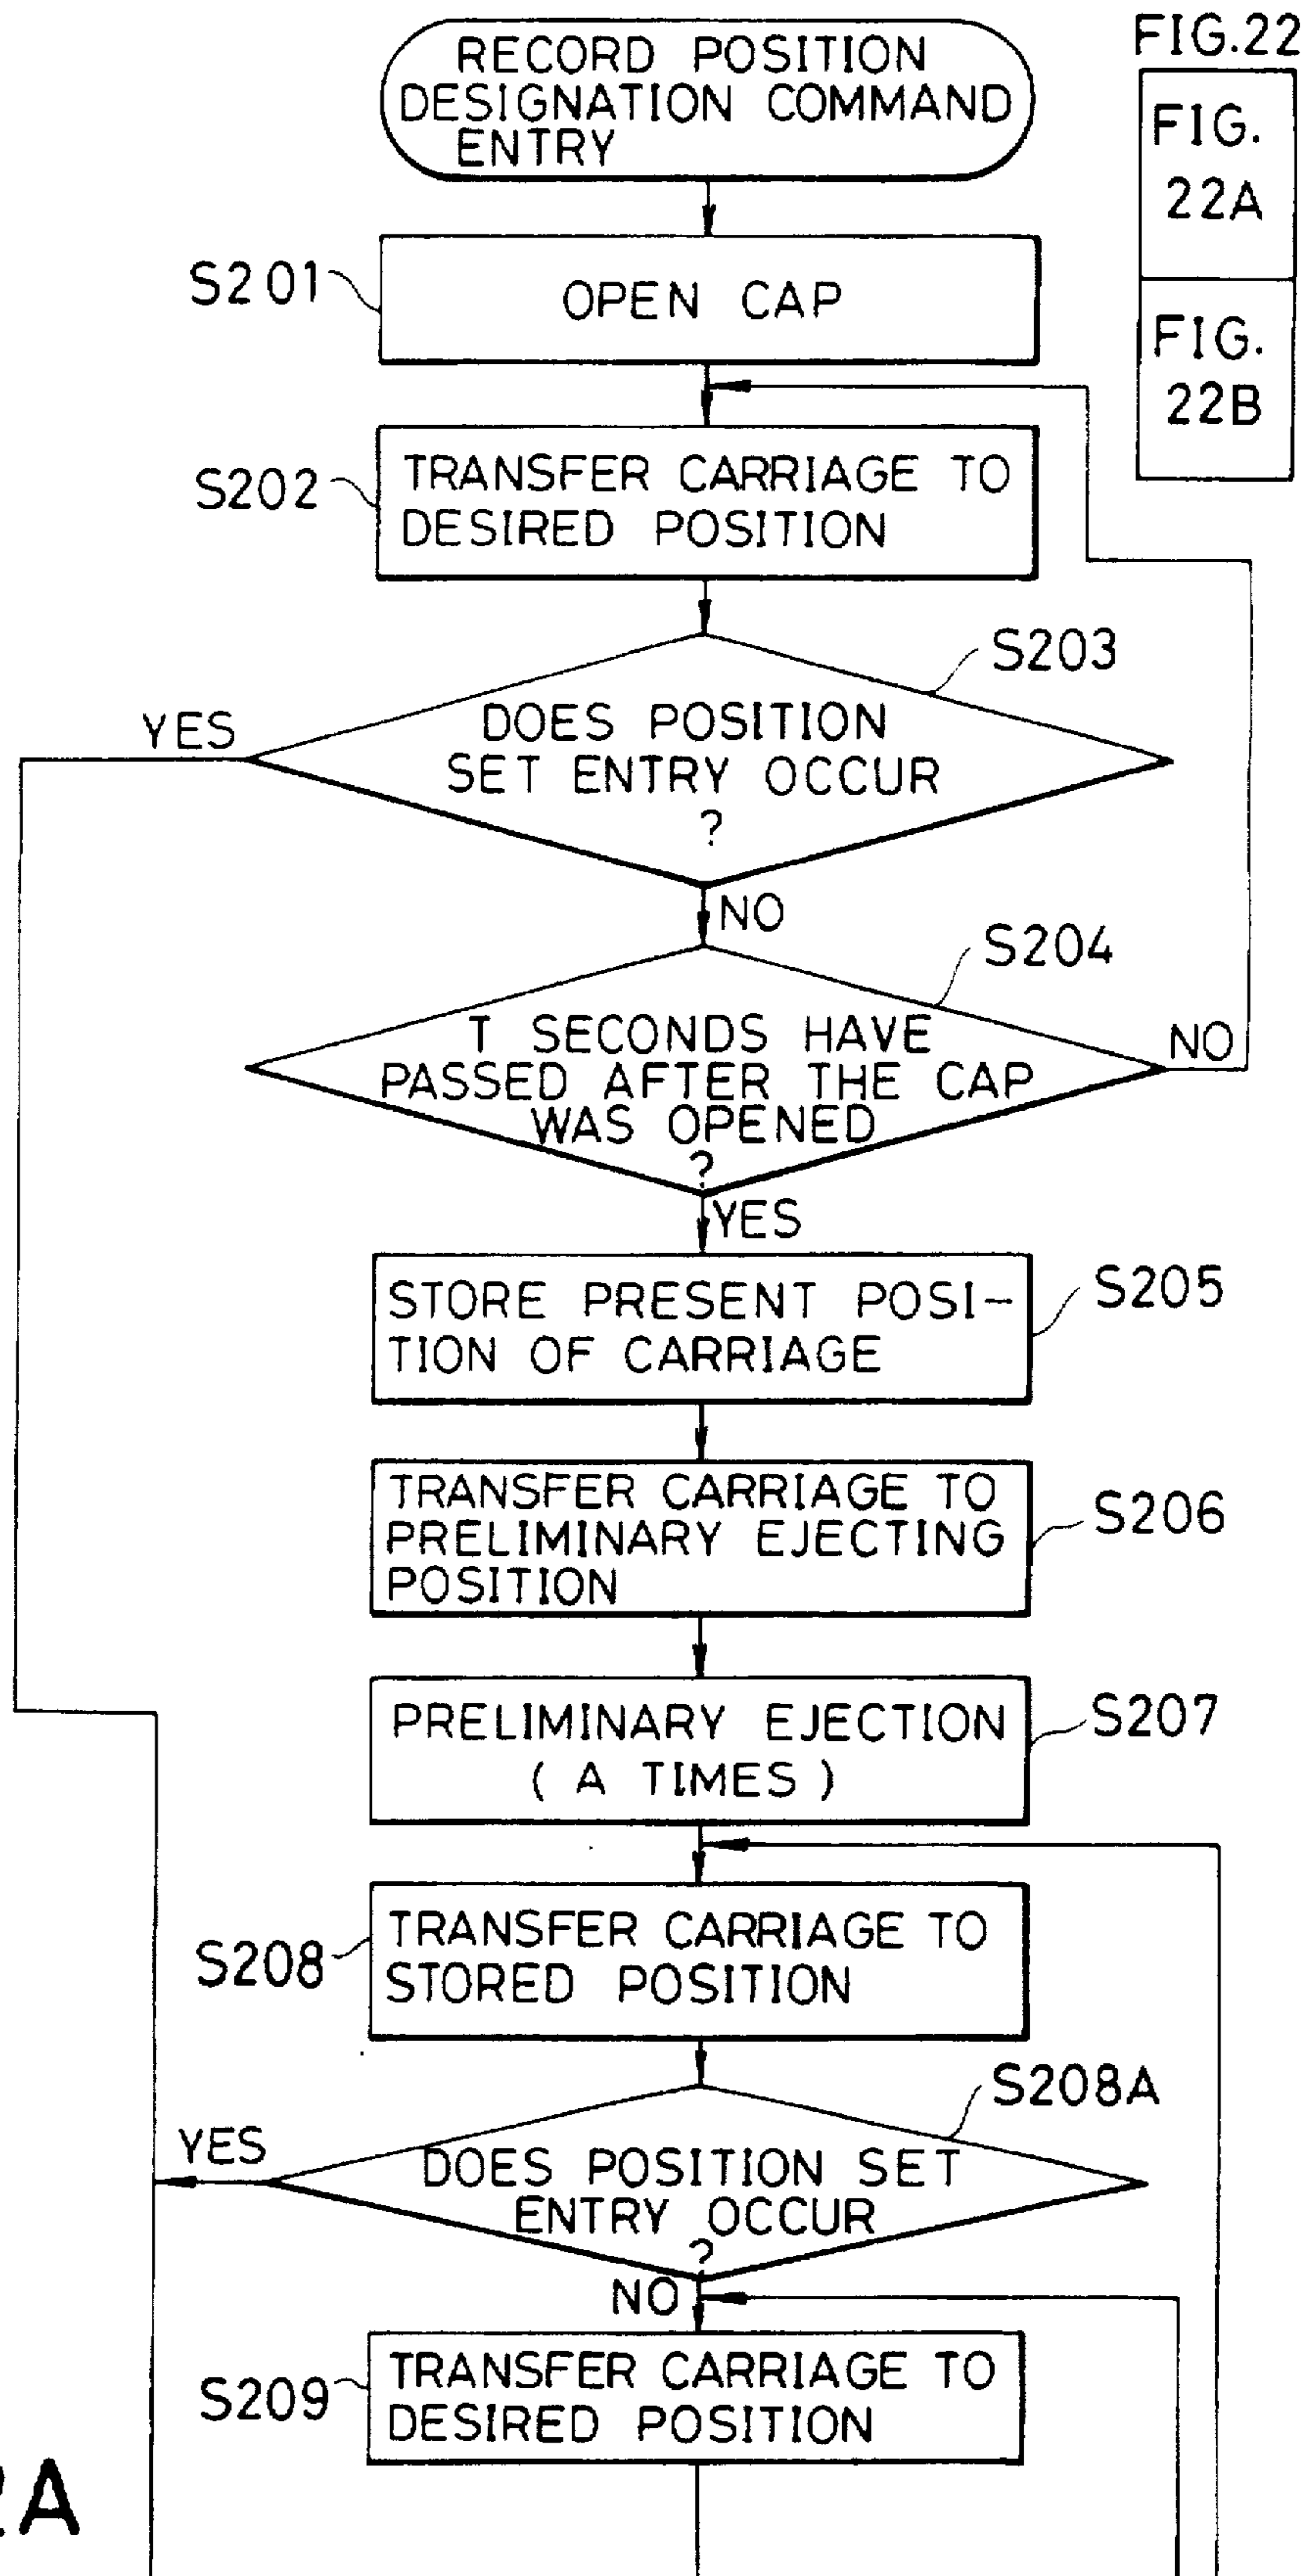 RECORD POSITION
DESIGNATION COMMAND
ENTRY
FIG.22
FIG.
22A
FIG.
22B
S201
OPEN CAP
S202
TRANSFER CARRIAGE TO
DESIRED POSITION
S203
YES
DOES POSITION
SET ENTRY OCCUR
?
NO
S204
T SECONDS HAVE
PASSED AFTER THE CAP
WAS OPENED
?
NO
YES
STORE PRESENT POSI-
TION OF CARRIAGE
S205
TRANSFER CARRIAGE TO
PRELIMINARY EJECTING
POSITION
S206
PRELIMINARY EJECTION
( A TIMES )
S207
S208
TRANSFER CARRIAGE TO
STORED POSITION
S208A
YES
DOES POSITION SET
ENTRY OCCUR
?
NO
S209
TRANSFER CARRIAGE TO
DESIRED POSITION
2A